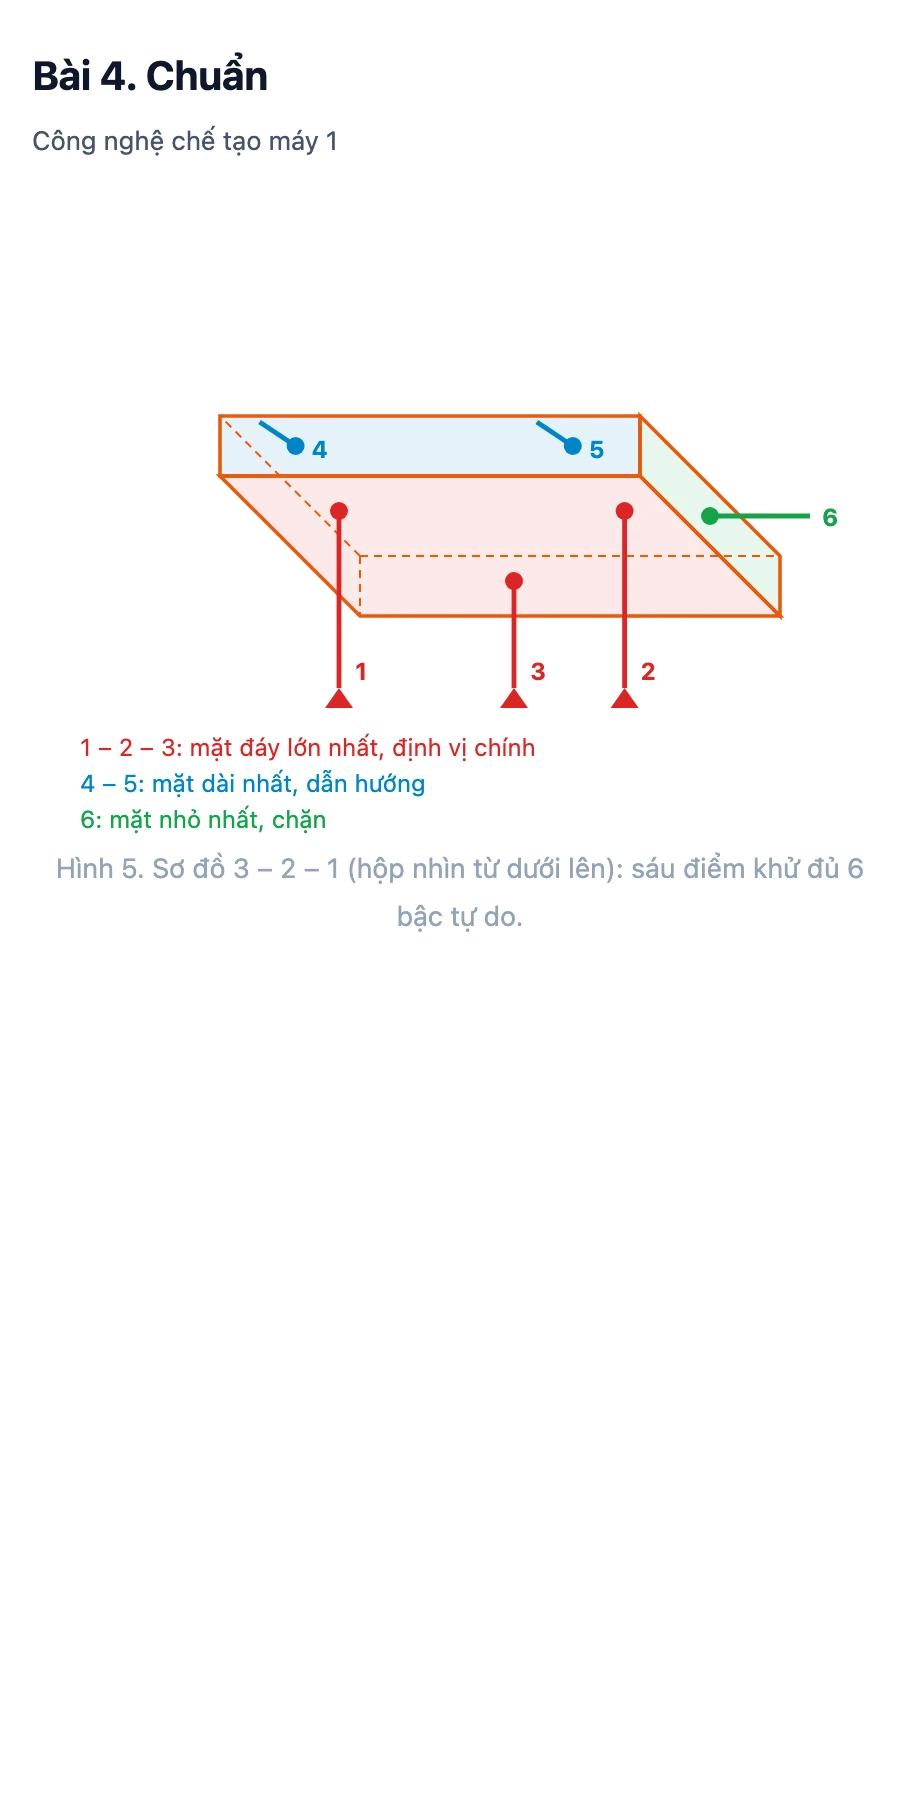 Bài 4. Chuẩn
Công nghệ chế tạo máy 1
4
5
6
1
3
2
1 – 2 – 3: mặt đáy lớn nhất, định vị chính
4 – 5: mặt dài nhất, dẫn hướng
6: mặt nhỏ nhất, chặn
Hình 5. Sơ đồ 3 – 2 – 1 (hộp nhìn từ dưới lên): sáu điểm khử đủ 6
bậc tự do.